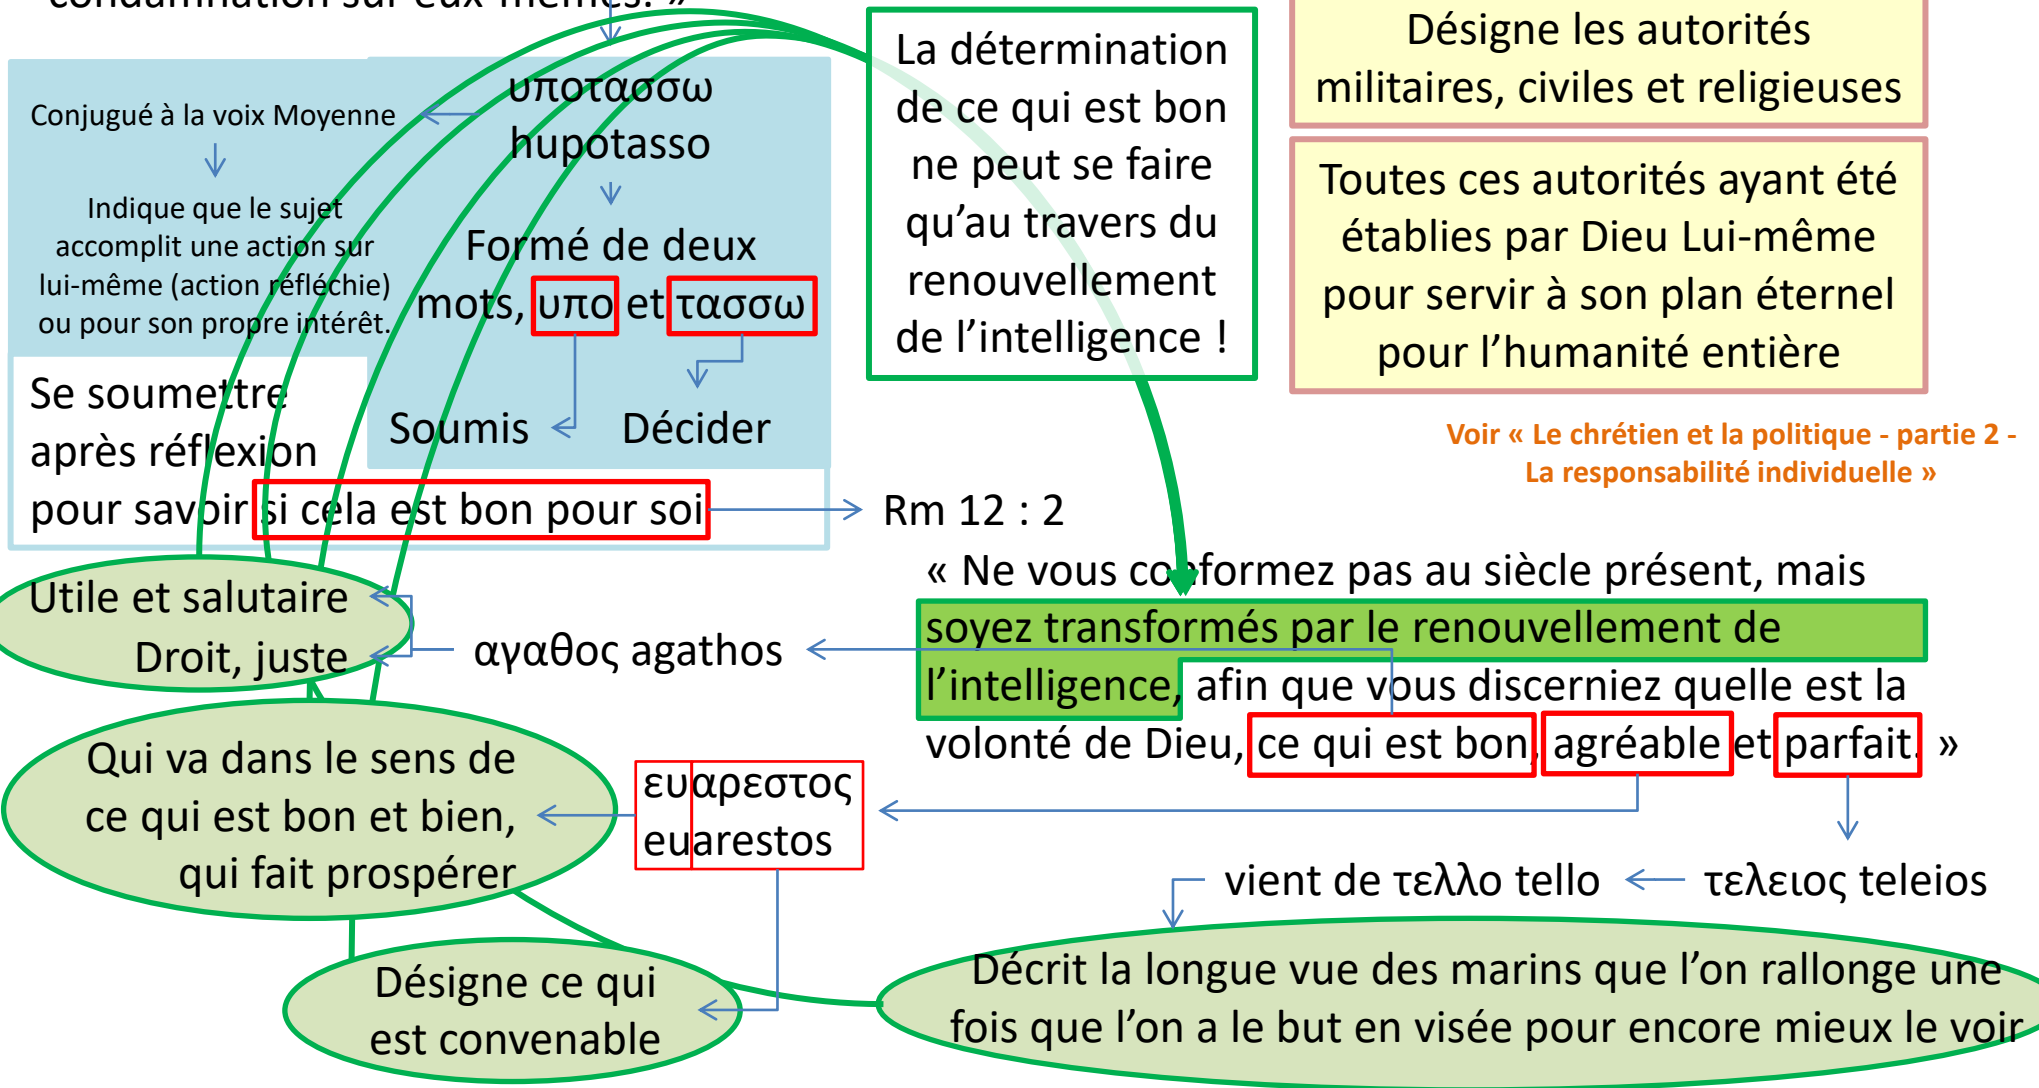 condamnation sur eux-mêmes. »
υποτασσω
hupotasso
Conjugué à la voix Moyenne
Indique que le sujet
accomplit une action sur
lui-même (action réfléchie)
ou pour son propre intérêt.
Formé de deux
mots, υπο et τασσω
Soumis
Décider
Se soumettre
après réflexion
pour savoir si cela est bon pour soi
La détermination
de ce qui est bon
ne peut se faire
qu’au travers du
renouvellement
de l’intelligence !
Désigne les autorités
militaires, civiles et religieuses
Toutes ces autorités ayant été
établies par Dieu Lui-même
pour servir à son plan éternel
pour l’humanité entière
Voir « Le chrétien et la politique - partie 2 -
La responsabilité individuelle »
Rm 12 : 2
« Ne vous conformez pas au siècle présent, mais
soyez transformés par le renouvellement de
l’intelligence, afin que vous discerniez quelle est la
volonté de Dieu, ce qui est bon, agréable et parfait. »
αγαθος agathos
Utile et salutaire
Droit, juste
ευαρεστος
euarestos
Qui va dans le sens de
ce qui est bon et bien,
qui fait prospérer
Désigne ce qui
est convenable
τελειος teleios
vient de τελλο tello
Décrit la longue vue des marins que l’on rallonge une
fois que l’on a le but en visée pour encore mieux le voir